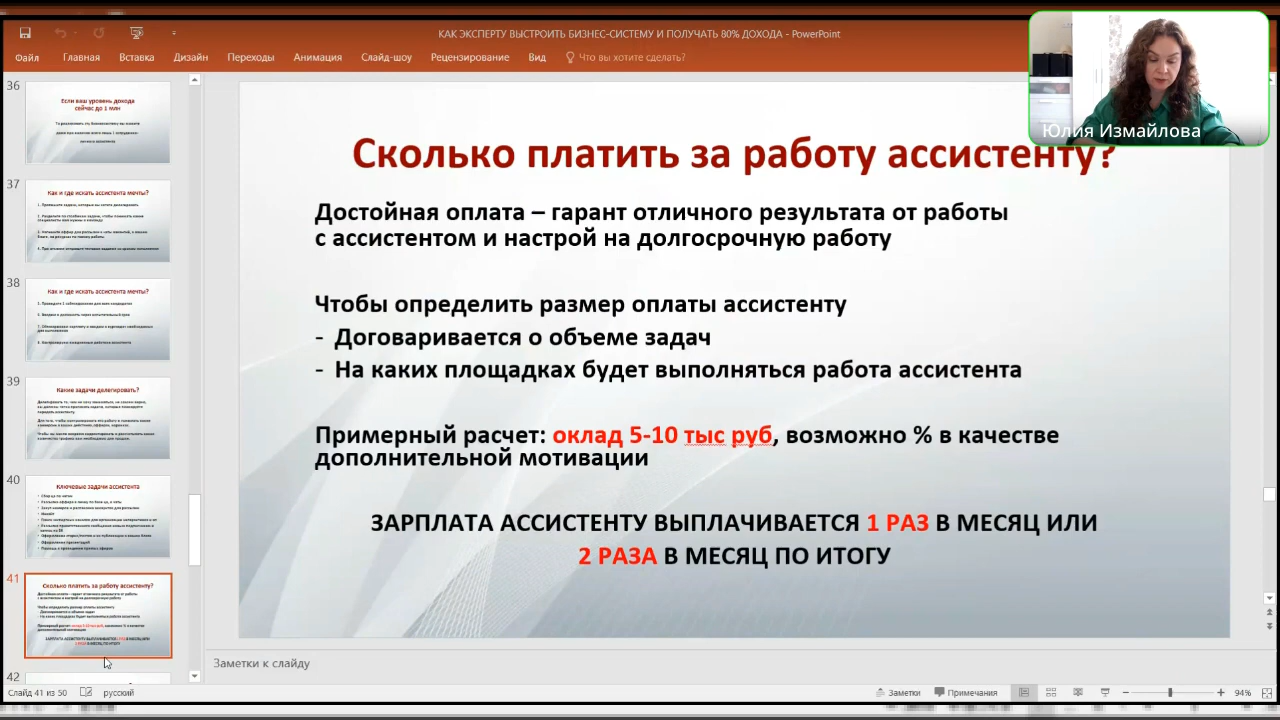 КАК ЭКСПЕРТУ ВЫСТРОИТЬ БИЗНЕС-СИСТЕМУ И ПОЛУЧАТЬ 80% ДОХОДА - PowerPoint
Файл Главная Вставка Дизайн Переходы Анимация Слайд-шоу Рецензирование Вид Что вы хотите сделать?
Юлия Измайлова
36
Если ваш уровень дохода
сейчас до 1 млн
37
Как и где искать ассистента мечты?
38
Как и где искать ассистента мечты?
39
Какие задачи делегировать?
40
Ключевые задачи ассистента
41
Сколько платить за работу ассистенту?
42
Сколько платить за работу ассистенту?
Достойная оплата – гарант отличного результата от работы
с ассистентом и настрой на долгосрочную работу
Чтобы определить размер оплаты ассистенту
- Договаривается о объеме задач
- На каких площадках будет выполняться работа ассистента
Примерный расчет: оклад 5-10 тыс руб, возможно % в качестве
дополнительной мотивации
ЗАРПЛАТА АССИСТЕНТУ ВЫПЛАЧИВАЕТСЯ 1 РАЗ В МЕСЯЦ ИЛИ
2 РАЗА В МЕСЯЦ ПО ИТОГУ
Заметки к слайду
Слайд 41 из 50 русский Заметки Примечания 94%